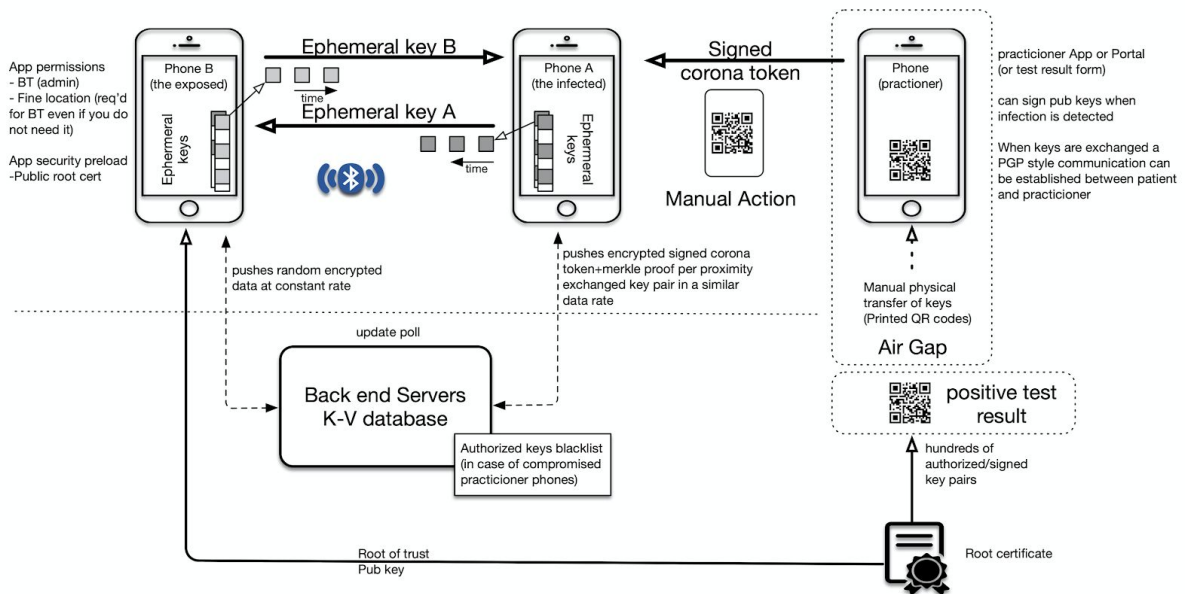 App permissions
- BT (admin)
- Fine location (req'd
for BT even if you do
not need it)
App security preload
-Public root cert
Phone B
(the exposed)
Ephermeral
keys
Ephemeral key B
time
Ephemeral key A
time
Phone A
(the infected)
Ephemeral
keys
Signed
corona token
Manual Action
Phone
(practioner)
practicioner App or Portal
(or test result form)
can sign pub keys when
infection is detected
When keys are exchanged a
PGP style communication can
be established between patient
and practicioner
pushes random encrypted
data at constant rate
pushes encrypted signed corona
token+merkle proof per proximity
exchanged key pair in a similar
data rate
Manual physical
transfer of keys
(Printed QR codes)
Air Gap
update poll
Back end Servers
K-V database
Authorized keys blacklist
(in case of compromised
practicioner phones)
positive test
result
hundreds of
authorized/signed
key pairs
Root of trust
Pub key
Root certificate